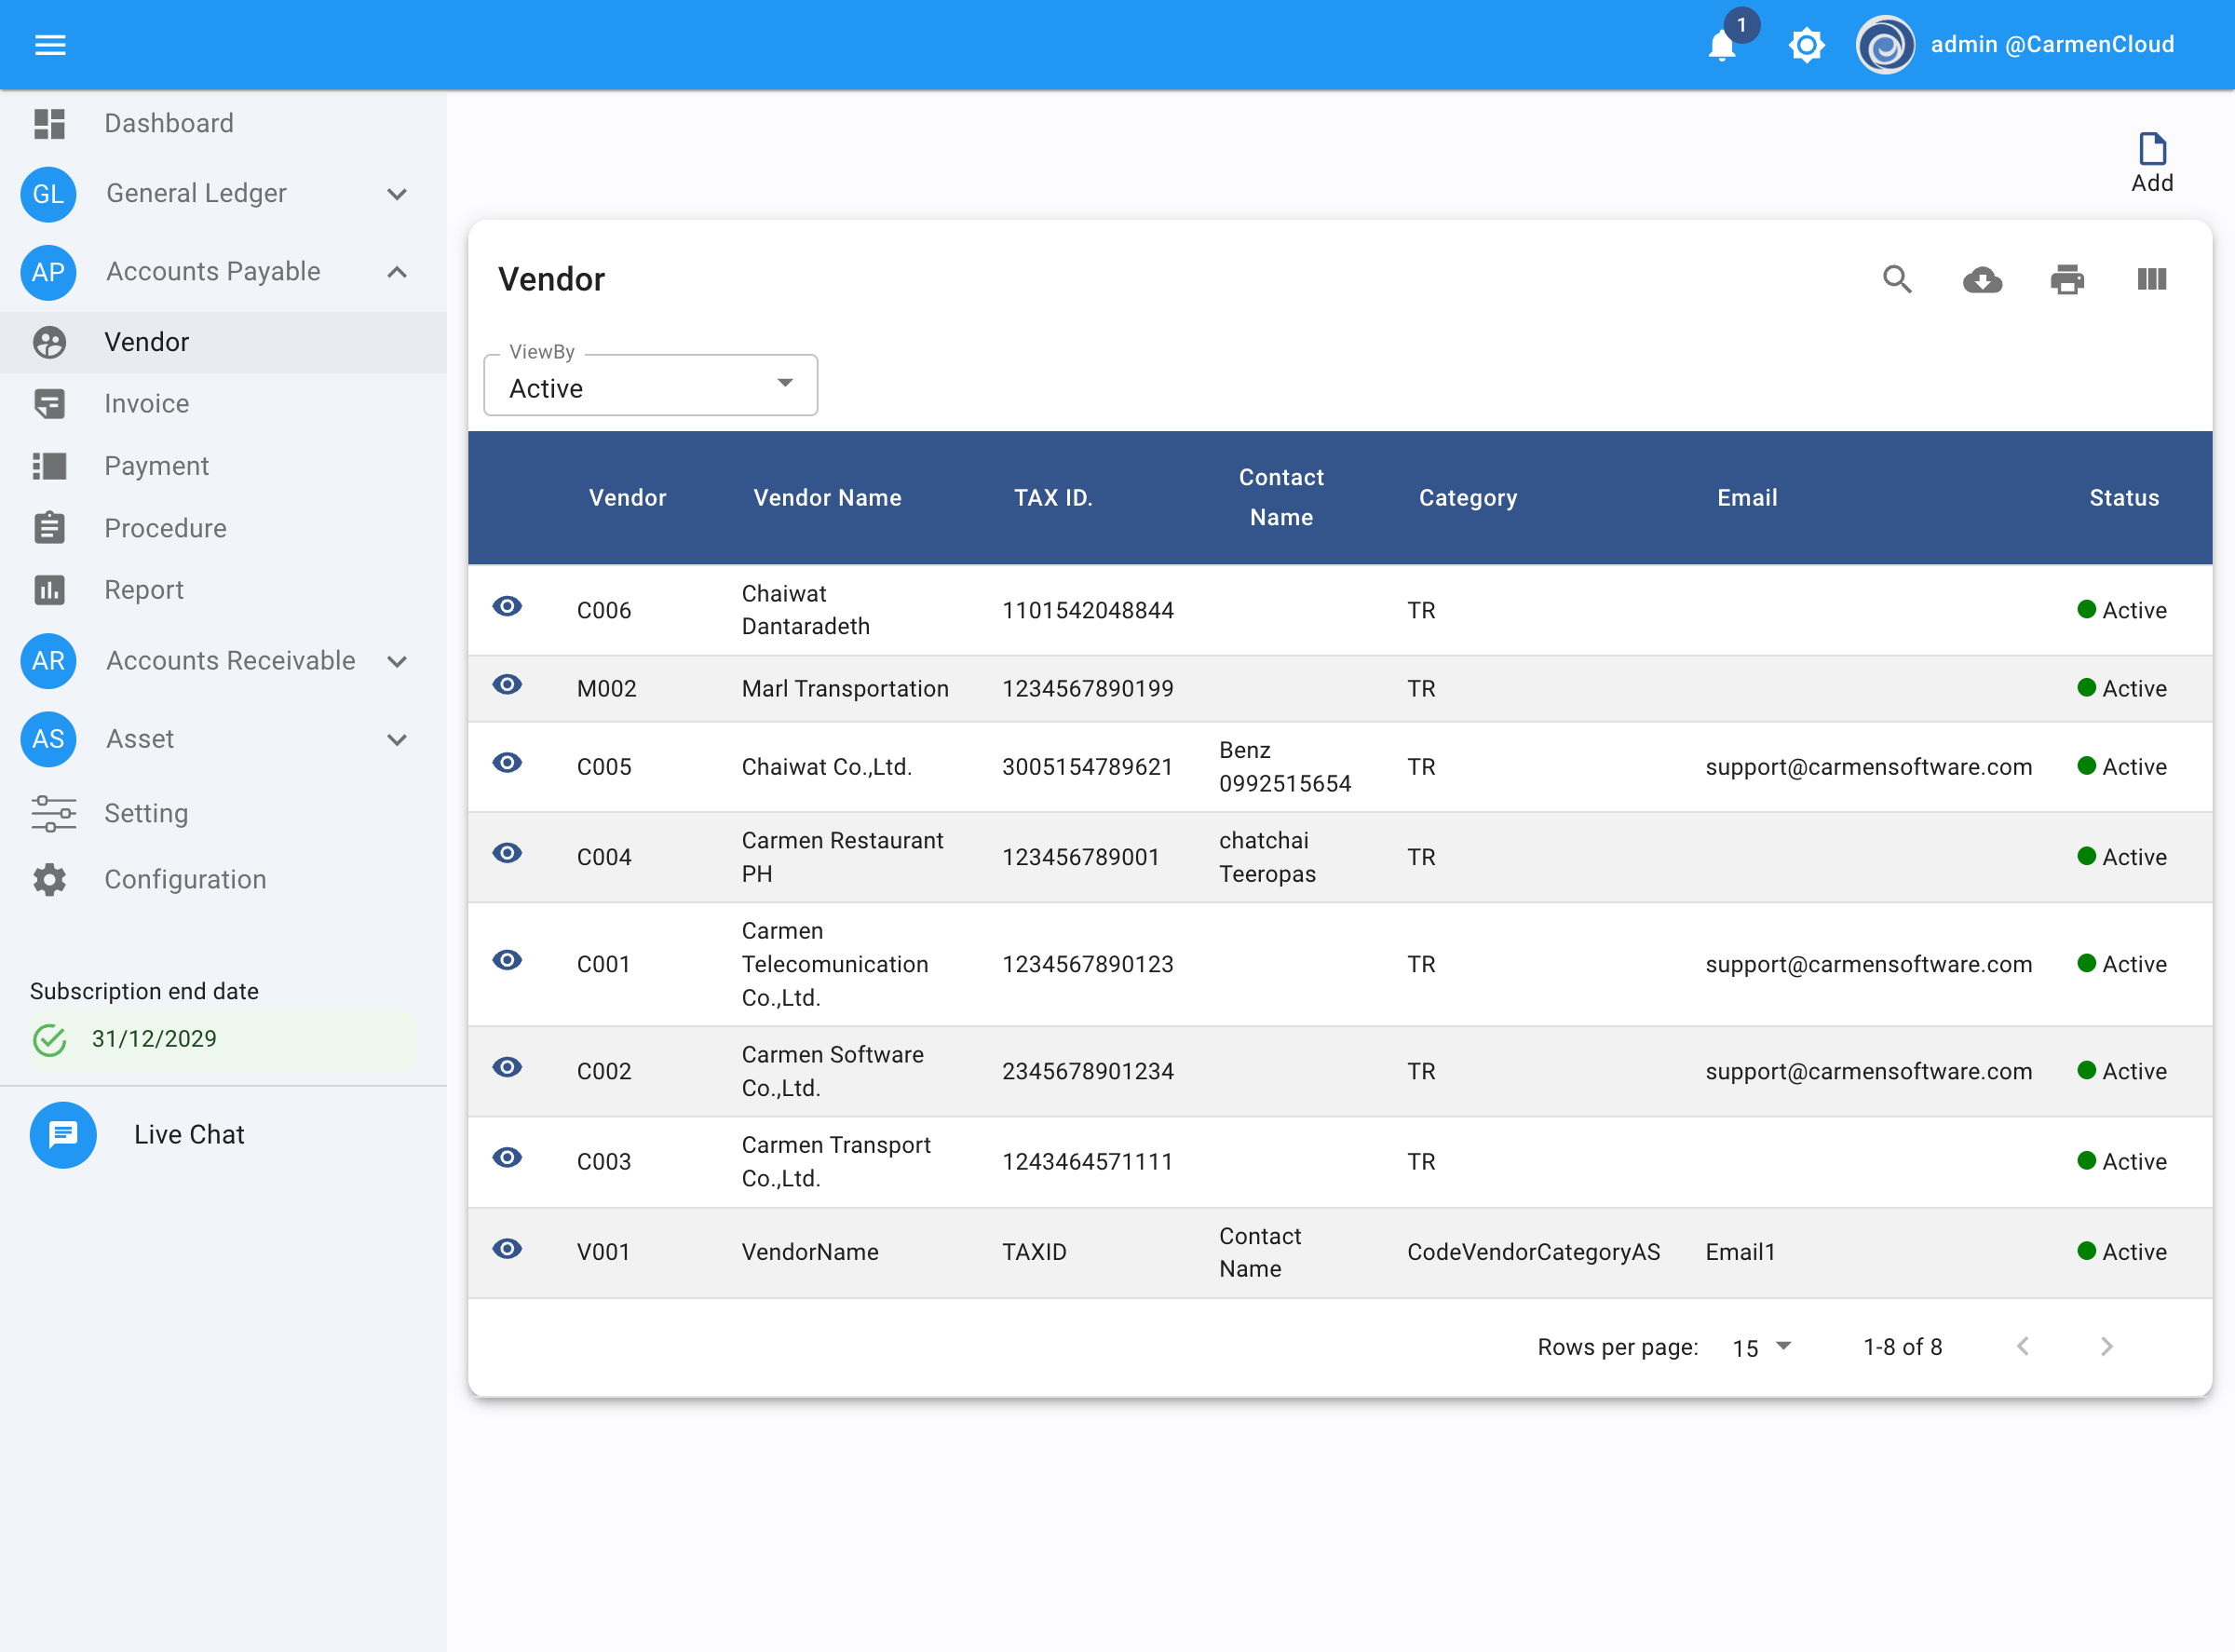 1
admin @CarmenCloud
Dashboard
GL General Ledger
AP Accounts Payable
Vendor
Invoice
Payment
Procedure
Report
AR Accounts Receivable
AS Asset
Setting
Configuration
Subscription end date
31/12/2029
Live Chat
Add
Vendor
ViewBy
Active
Vendor Vendor Name TAX ID. Contact Name Category Email Status
C006 Chaiwat Dantaradeth 1101542048844 TR Active
M002 Marl Transportation 1234567890199 TR Active
C005 Chaiwat Co.,Ltd. 3005154789621 Benz 0992515654 TR support@carmensoftware.com Active
C004 Carmen Restaurant PH 123456789001 chatchai Teeropas TR Active
C001 Carmen Telecomunication Co.,Ltd. 1234567890123 TR support@carmensoftware.com Active
C002 Carmen Software Co.,Ltd. 2345678901234 TR support@carmensoftware.com Active
C003 Carmen Transport Co.,Ltd. 1243464571111 TR Active
V001 VendorName TAXID Contact Name CodeVendorCategoryAS Email1 Active
Rows per page: 15 1-8 of 8